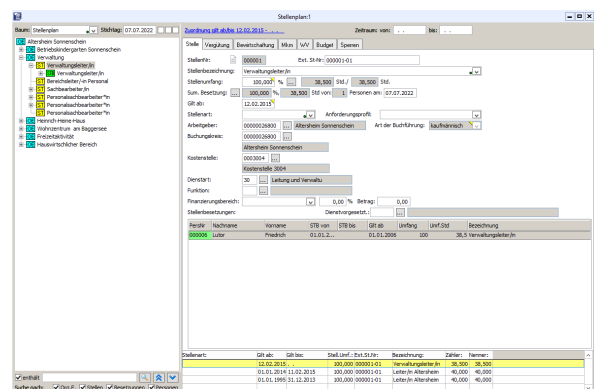 Stellenplan:1
Baum: Stellenplan Stichtag: 07.07.2022
Altersheim Sonnenschein
Betriebskindergarten Sonnenschein
Verwaltung
ST Verwaltungsleiter/in
STB Verwaltungsleiter/in
ST Bereichsleiter/-in Personal
ST Sachbearbeiter/in
ST Personalsachbearbeiter*in
ST Personalsachbearbeiter*in
ST Personalsachbearbeiter*in
Heinrich-Heine-Haus
Wohnzentrum am Baggersee
Freizeitaktivität
Hauswirtschlicher Bereich
enthält
Suche nach: Org.E. Stellen Besetzungen Personen
Zuordnung gilt ab/bis 12.02.2015 - . . . Zeitraum: von: . . bis: . .
Stelle Vergütung Bewirtschaftung Mkm WV Budget Sperren
StellenNr: 000001 Ext. St-Nr: 000001-01
Stellenbezeichnung: Verwaltungsleiter/in
Stellenumfang: 100,000 % ... 38,500 Std./ 38,500 Std.
Sum. Besetzung: ... 100,000 %, 38,500 Std von: 1 Personen am: 07.07.2022
Gilt ab: 12.02.2015
Stellenart: Anforderungsprofil:
Arbeitgeber: 00000026800 ... Altersheim Sonnenschein Art der Buchführung: kaufmännisch
Buchungskreis: 00000026800 ...
Altersheim Sonnenschein
Kostenstelle: 0003004 ...
Kostenstelle 3004
Dienstart: 30 ... Leitung und Verwaltu
Funktion: ...
Finanzierungsbereich: 0,00 % Betrag: 0,00
Stellenbesetzungen: Dienstvorgesetzt.: ...
PersNr Nachname Vorname STB von STB bis Gilt ab Umfang Umf.Std Bezeichnung
000006 Lutor Friedrich 01.01.2... 01.01.2006 100 38,5 Verwaltungsleiter/in
Stellenart: Gilt ab: Gilt bis: Stell.Umf.: Ext.St.Nr: Bezeichnung: Zähler: Nenner:
12.02.2015 . . 100,000 000001-01 Verwaltungsleiter/in 38,500 38,500
01.01.2014 11.02.2015 100,000 000001-01 Leiter/in Altersheim 40,000 40,000
01.01.1995 31.12.2013 100,000 000001-01 Leiter/in Altersheim 40,000 40,000